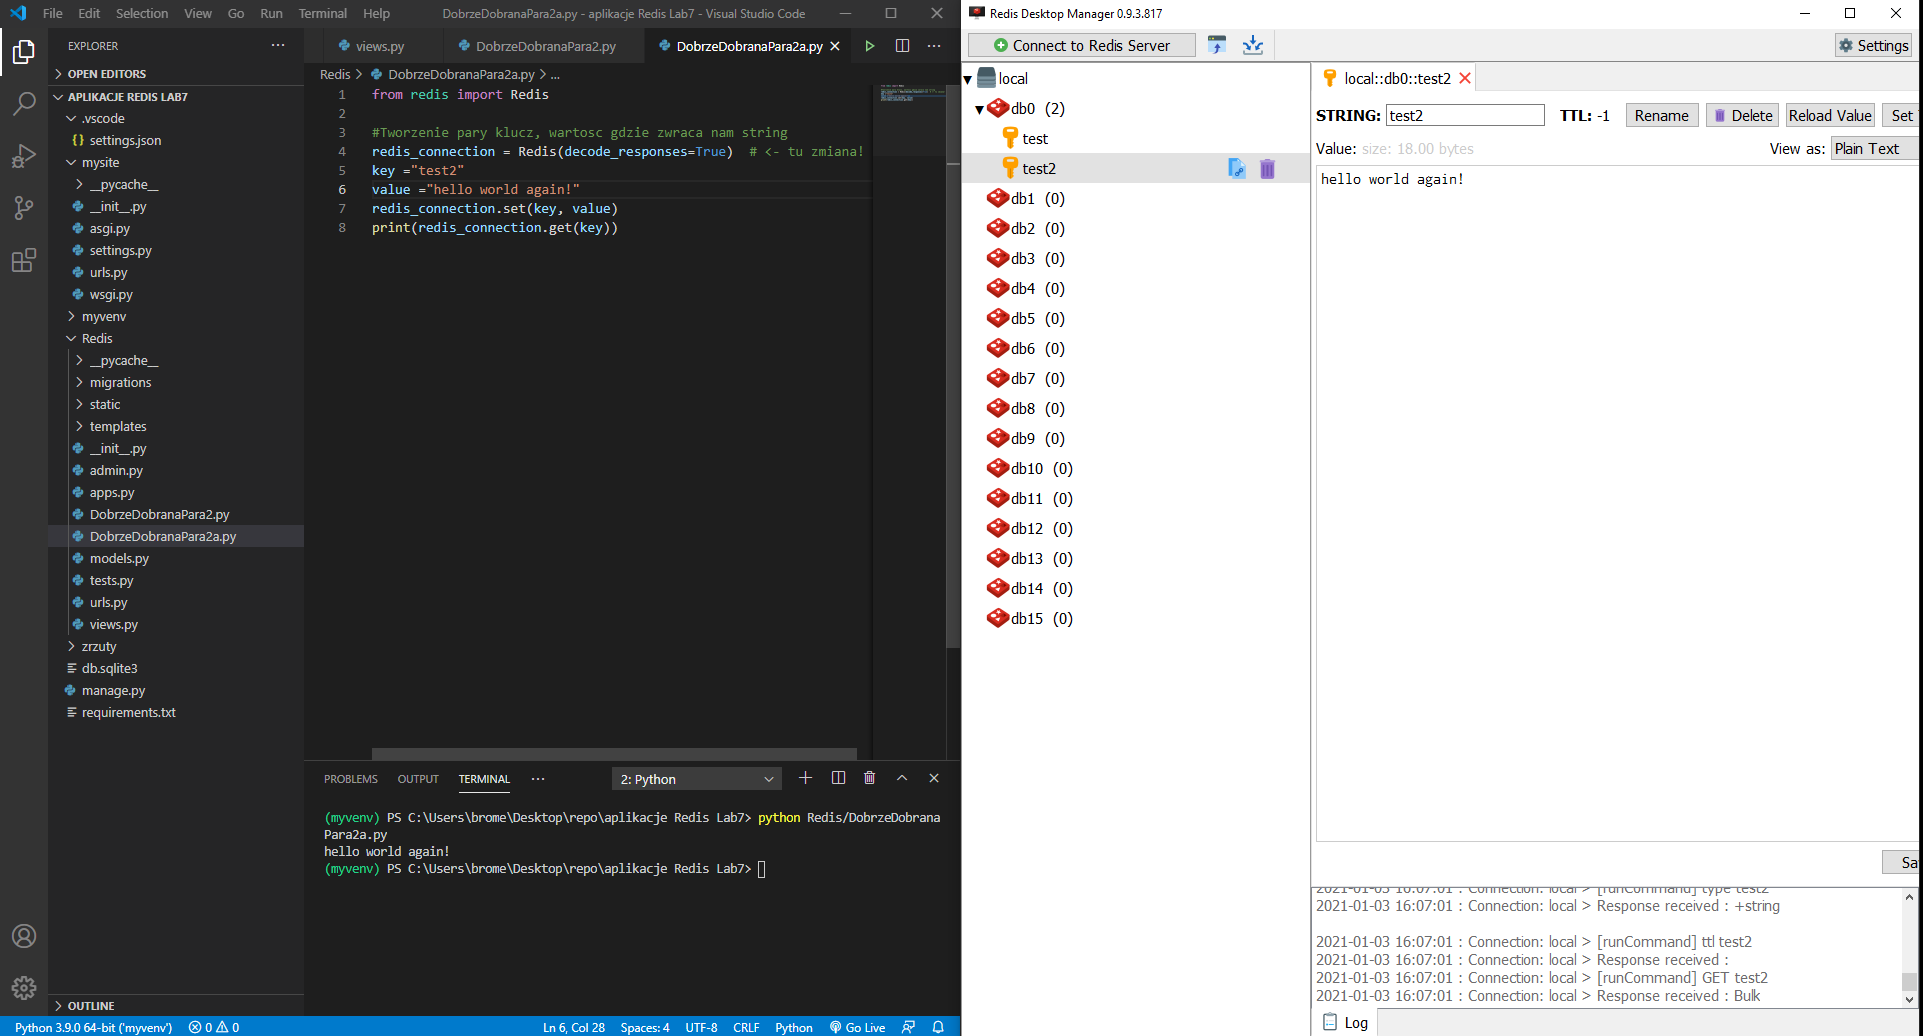 File Edit Selection View Go Run Terminal Help
DobrzeDobranaPara2a.py - aplikacje Redis Lab7 - Visual Studio Code
EXPLORER
OPEN EDITORS
APLIKACJE REDIS LAB7
.vscode
{} settings.json
mysite
__pycache__
__init__.py
asgi.py
settings.py
urls.py
wsgi.py
myvenv
Redis
__pycache__
migrations
static
templates
__init__.py
admin.py
apps.py
DobrzeDobranaPara2.py
DobrzeDobranaPara2a.py
models.py
tests.py
urls.py
views.py
zrzuty
db.sqlite3
manage.py
requirements.txt
OUTLINE
views.py DobrzeDobranaPara2.py DobrzeDobranaPara2a.py
Redis > DobrzeDobranaPara2a.py > ...
1 from redis import Redis
2
3 #Tworzenie pary klucz, wartosc gdzie zwraca nam string
4 redis_connection = Redis(decode_responses=True)  # <- tu zmiana!
5 key ="test2"
6 value ="hello world again!"
7 redis_connection.set(key, value)
8 print(redis_connection.get(key))
PROBLEMS OUTPUT TERMINAL ... 2: Python
(myvenv) PS C:\Users\brome\Desktop\repo\aplikacje Redis Lab7> python Redis/DobrzeDobrana
Para2a.py
hello world again!
(myvenv) PS C:\Users\brome\Desktop\repo\aplikacje Redis Lab7>
Python 3.9.0 64-bit ('myvenv') 0 0 Ln 6, Col 28 Spaces: 4 UTF-8 CRLF Python Go Live
Redis Desktop Manager 0.9.3.817
Connect to Redis Server Settings
local
db0 (2)
test
test2
db1 (0)
db2 (0)
db3 (0)
db4 (0)
db5 (0)
db6 (0)
db7 (0)
db8 (0)
db9 (0)
db10 (0)
db11 (0)
db12 (0)
db13 (0)
db14 (0)
db15 (0)
local::db0::test2
STRING: test2 TTL: -1 Rename Delete Reload Value Set
Value: size: 18.00 bytes View as: Plain Text
hello world again!
Sa
2021-01-03 16:07:01 : Connection: local > [runCommand] type test2
2021-01-03 16:07:01 : Connection: local > Response received : +string
2021-01-03 16:07:01 : Connection: local > [runCommand] ttl test2
2021-01-03 16:07:01 : Connection: local > Response received :
2021-01-03 16:07:01 : Connection: local > [runCommand] GET test2
2021-01-03 16:07:01 : Connection: local > Response received : Bulk
Log